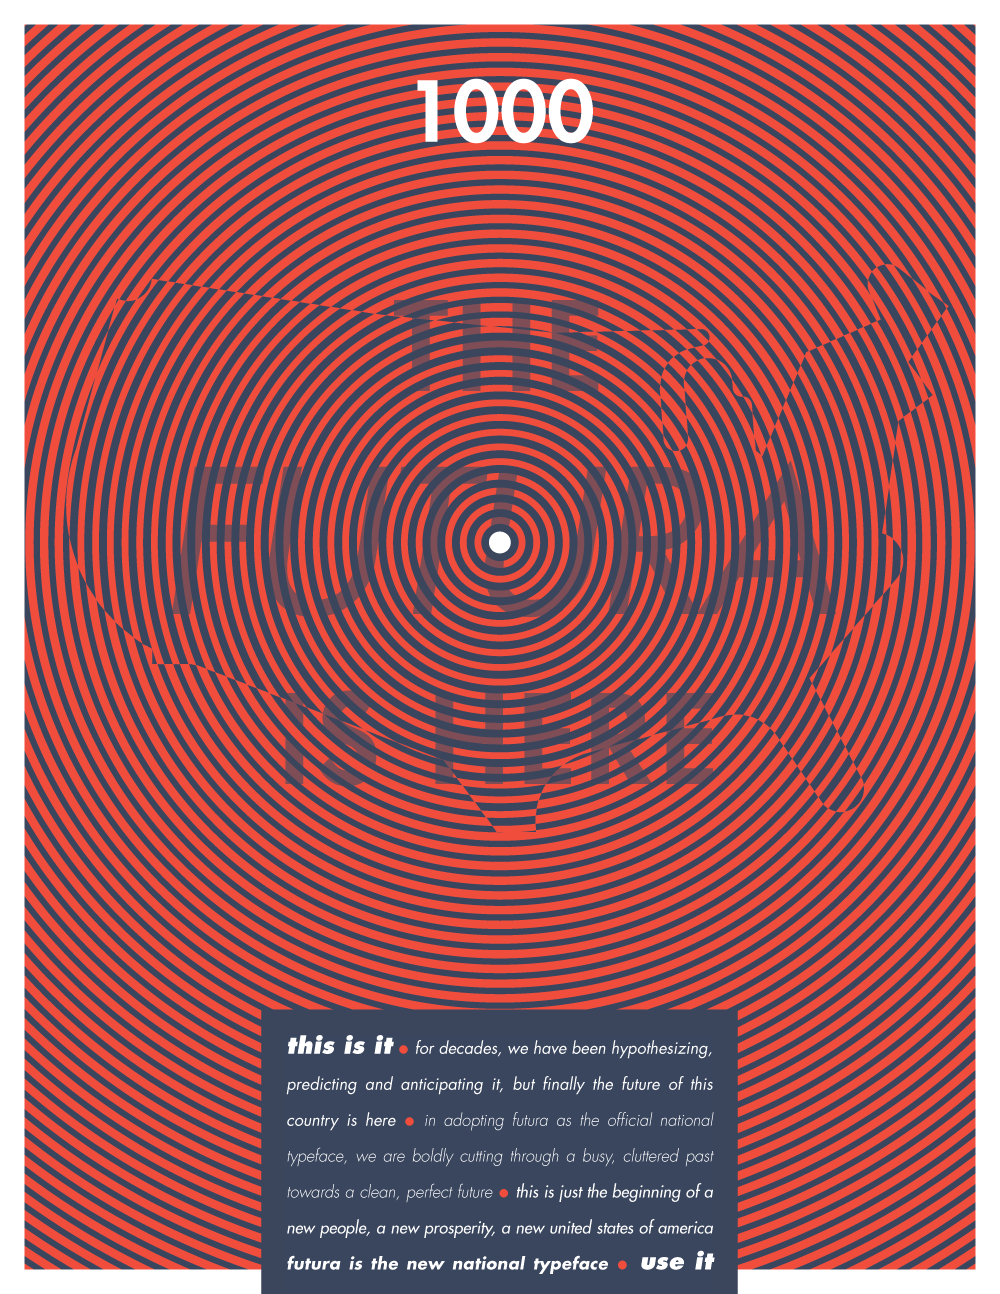 1000
THE
FUTURA
IS HERE
this is it • for decades, we have been hypothesizing,
predicting and anticipating it, but finally the future of this
country is here • in adopting futura as the official national
typeface, we are boldly cutting through a busy, cluttered past
towards a clean, perfect future • this is just the beginning of a
new people, a new prosperity, a new united states of america
futura is the new national typeface • use it